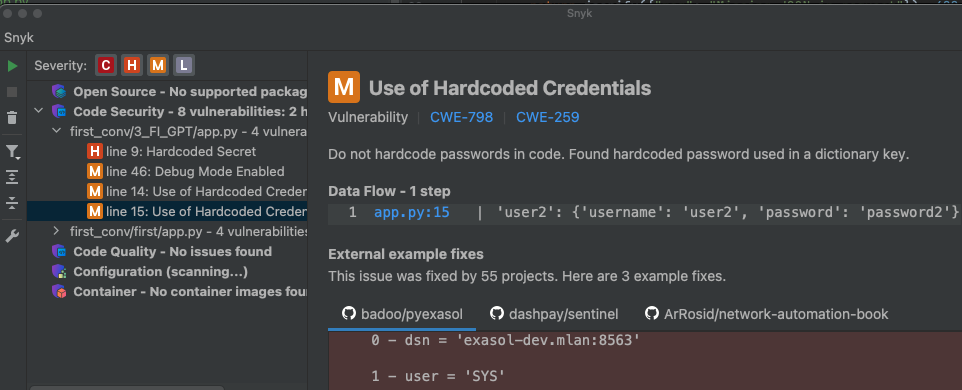 Snyk
Snyk
Severity: C H M L
Open Source - No supported packag
Code Security - 8 vulnerabilities: 2 h
first_conv/3_FI_GPT/app.py - 4 vulnera
H line 9: Hardcoded Secret
M line 46: Debug Mode Enabled
M line 14: Use of Hardcoded Creder
M line 15: Use of Hardcoded Creder
first_conv/first/app.py - 4 vulnerabilities
Code Quality - No issues found
Configuration (scanning...)
Container - No container images foun
M Use of Hardcoded Credentials
Vulnerability | CWE-798 | CWE-259
Do not hardcode passwords in code. Found hardcoded password used in a dictionary key.
Data Flow - 1 step
1 app.py:15 | 'user2': {'username': 'user2', 'password': 'password2'}
External example fixes
This issue was fixed by 55 projects. Here are 3 example fixes.
badoo/pyexasol dashpay/sentinel ArRosid/network-automation-book
0 - dsn = 'exasol-dev.mlan:8563'
1 - user = 'SYS'